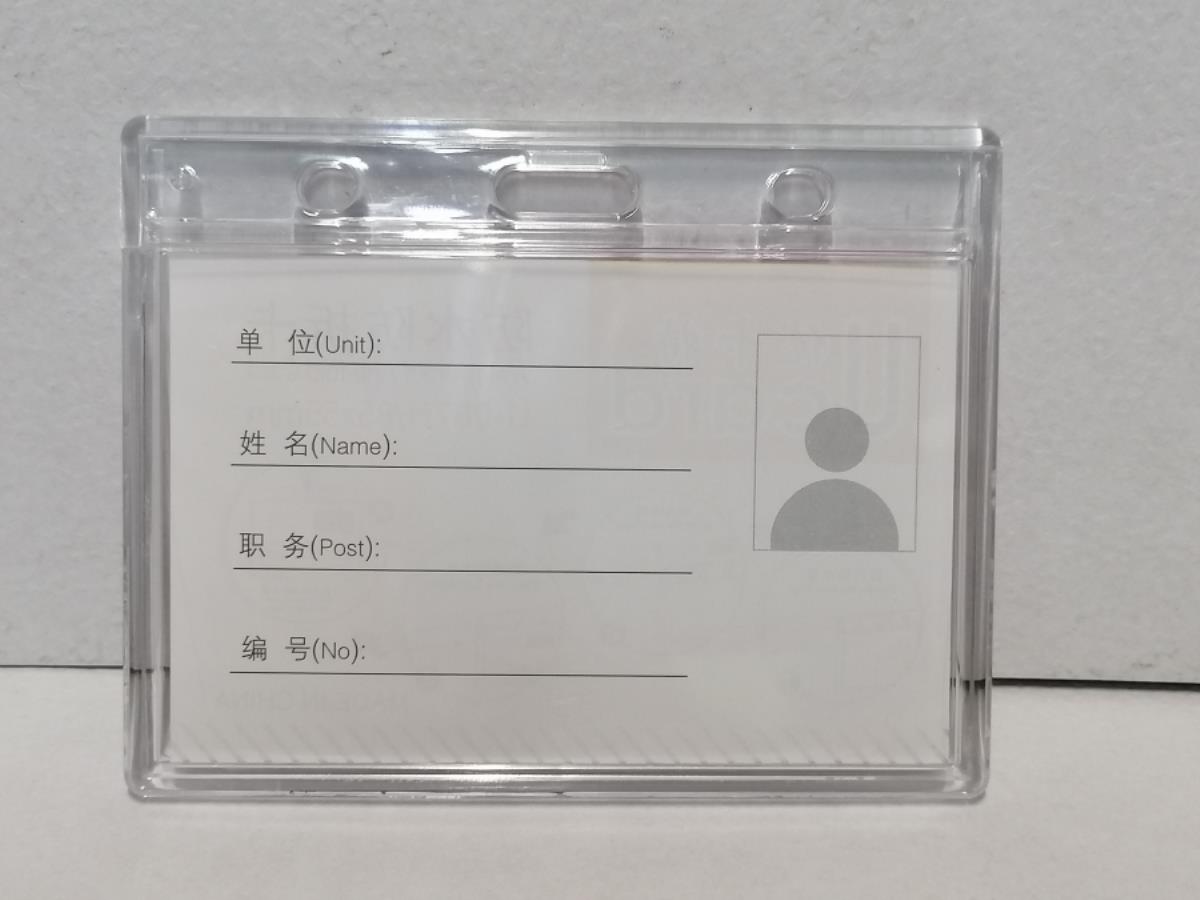 单 位(Unit):
姓 名(Name):
职 务(Post):
编 号(No):